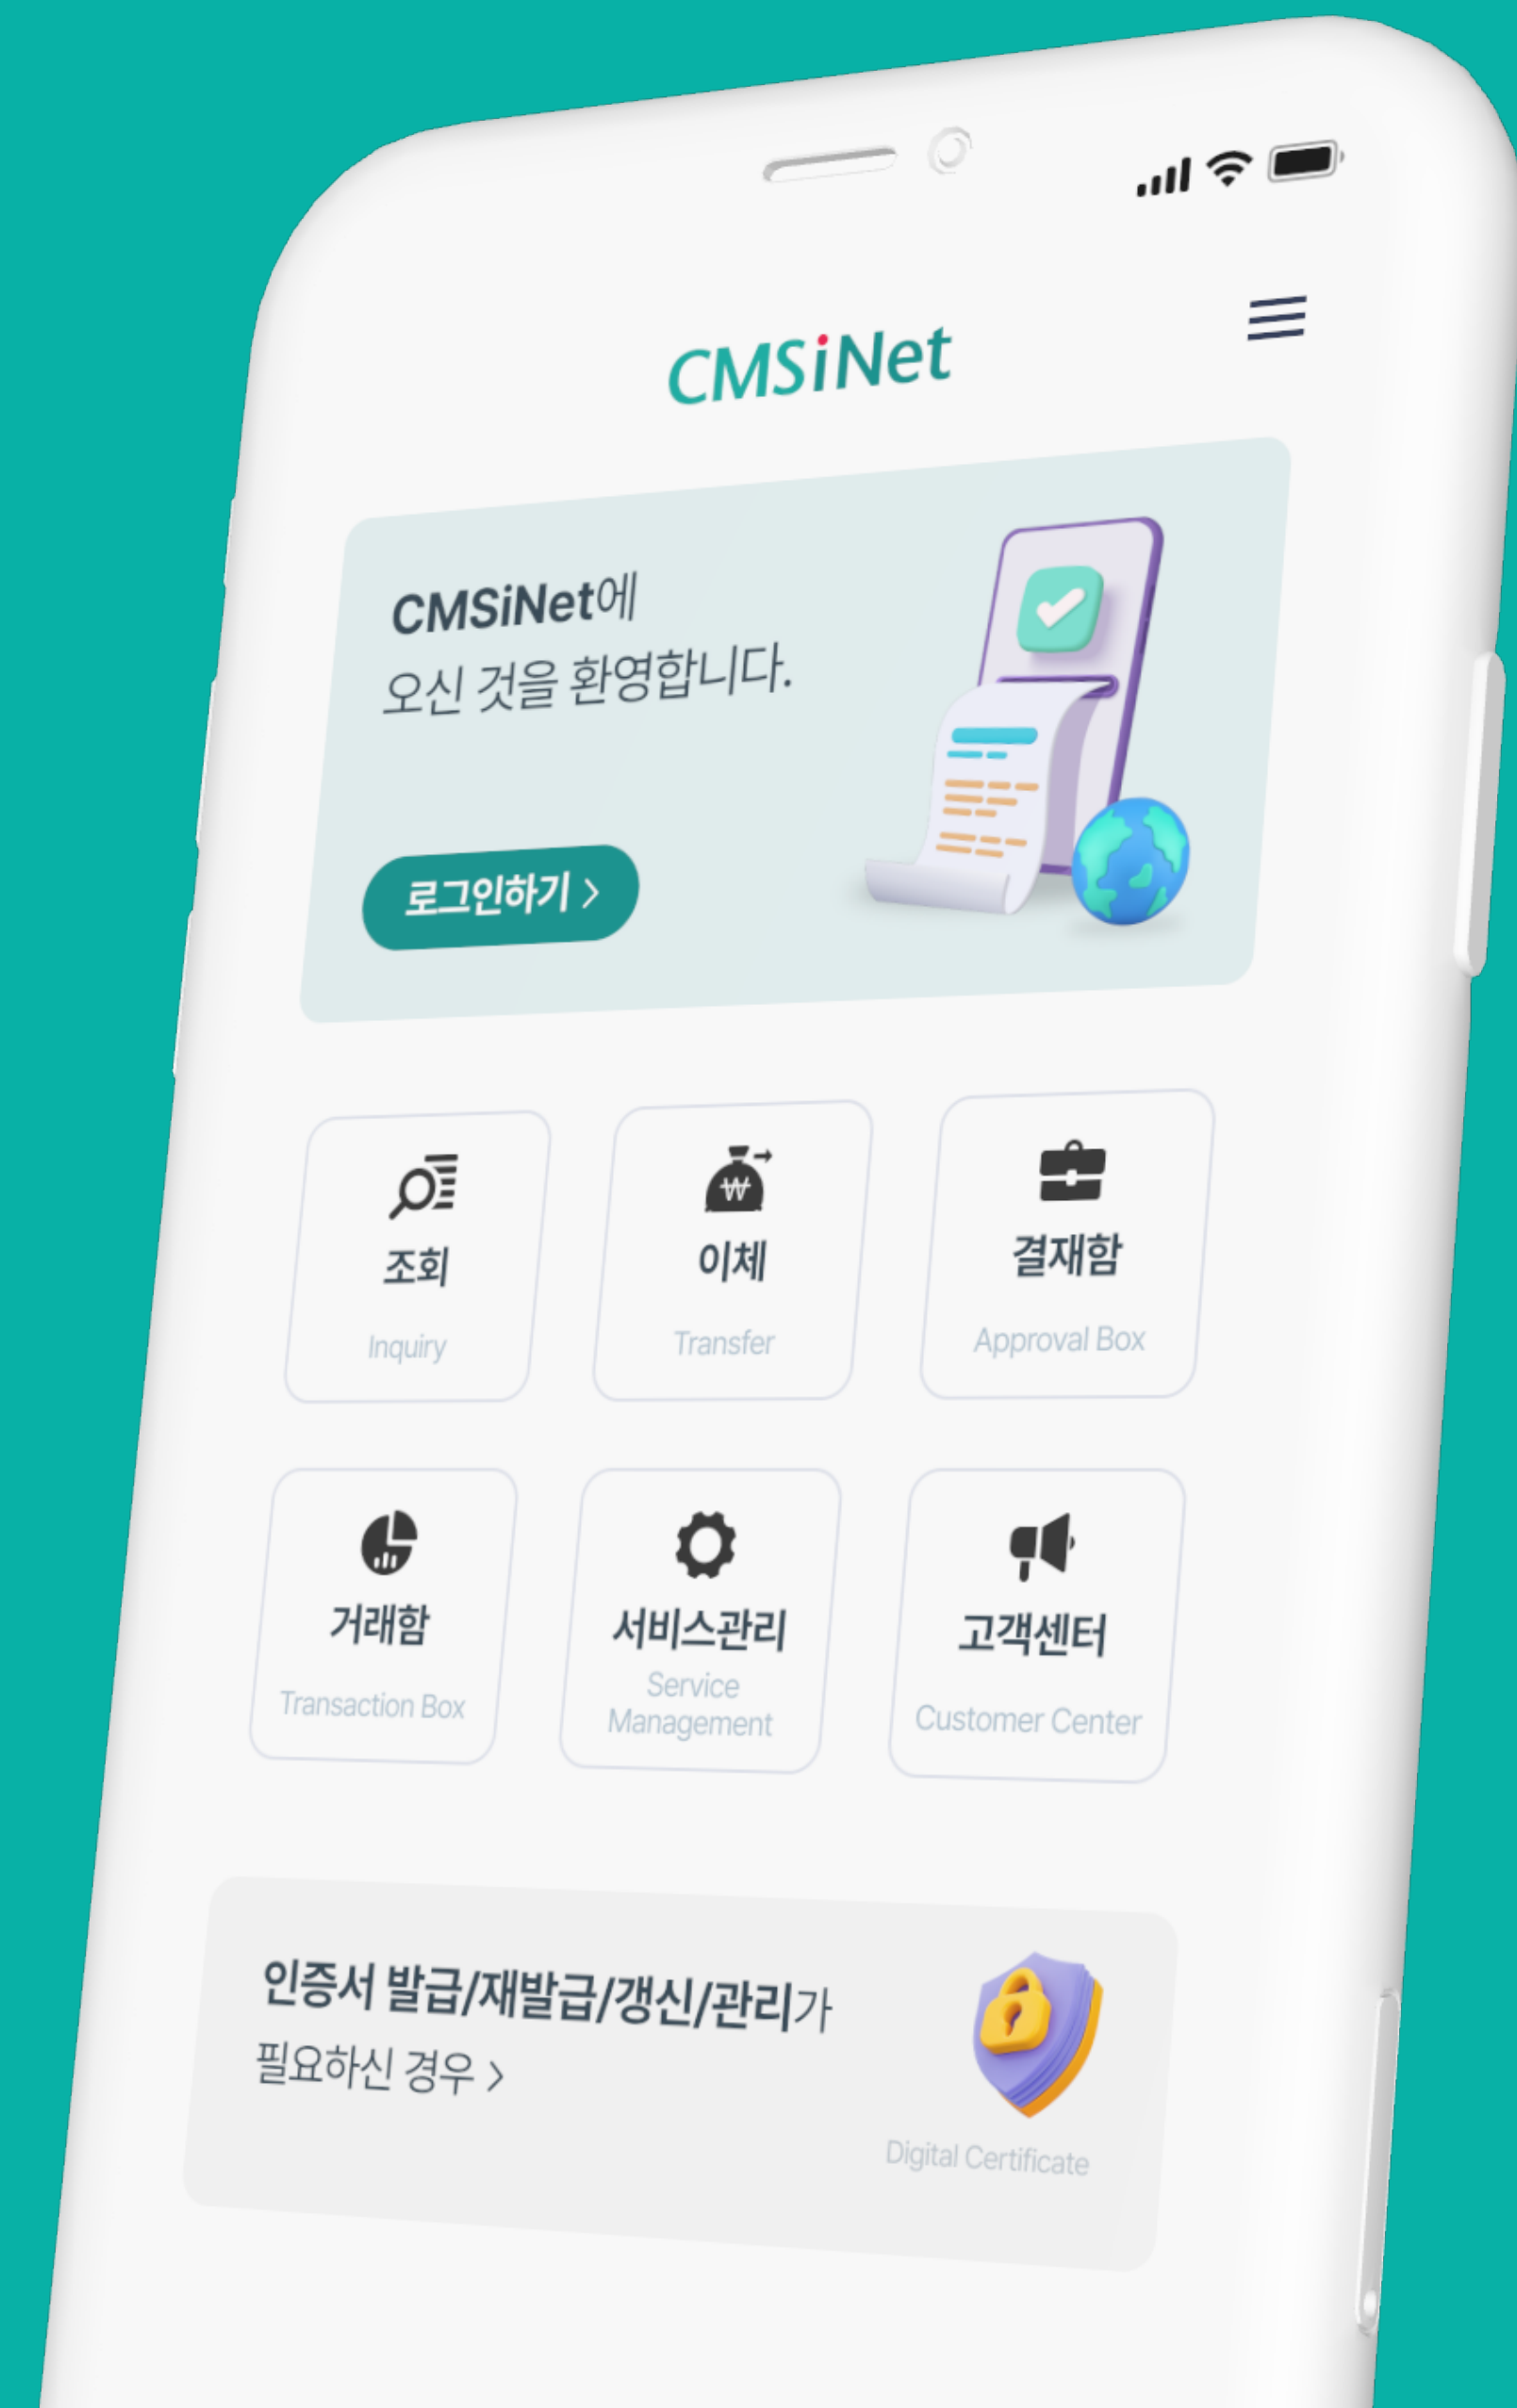 CMSiNet
CMSiNet에
오신 것을 환영합니다.
로그인하기 >
조회
Inquiry
이체
Transfer
결재함
Approval Box
거래함
Transaction Box
서비스관리
Service
Management
고객센터
Customer Center
인증서 발급/재발급/갱신/관리가
필요하신 경우 >
Digital Certificate